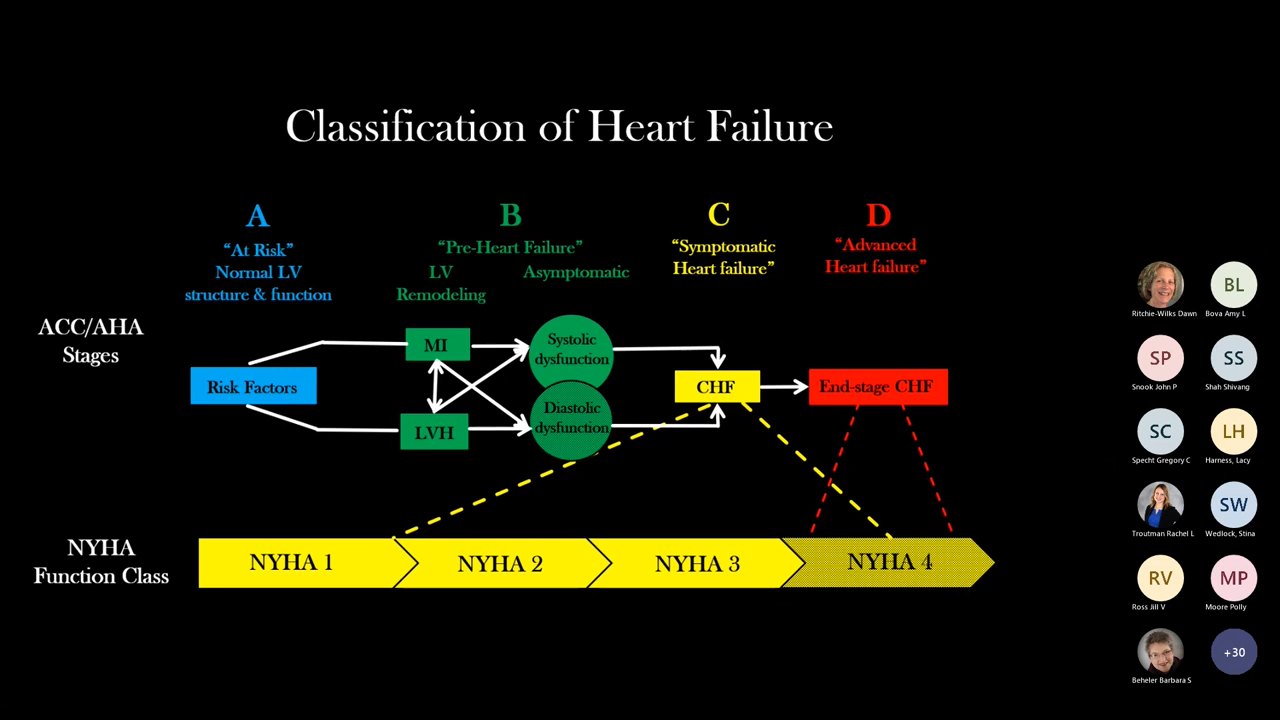 Classification of Heart Failure
A
"At Risk"
Normal LV
structure & function
B
"Pre-Heart Failure"
LV
Remodeling
Asymptomatic
C
"Symptomatic
Heart failure"
D
"Advanced
Heart failure"
ACC/AHA
Stages
Risk Factors
MI
LVH
Systolic
dysfunction
Diastolic
dysfunction
CHF
End-stage CHF
NYHA
Function Class
NYHA 1
NYHA 2
NYHA 3
NYHA 4
Ritchie-Wilks Dawn
BL
Bova Amy L
SP
Snook John P
SS
Shah Shivang
SC
Specht Gregory C
LH
Harness, Lacy
Troutman Rachel L
SW
Wedlock, Stina
RV
Ross Jill V
MP
Moore Polly
Beheler Barbara S
+30